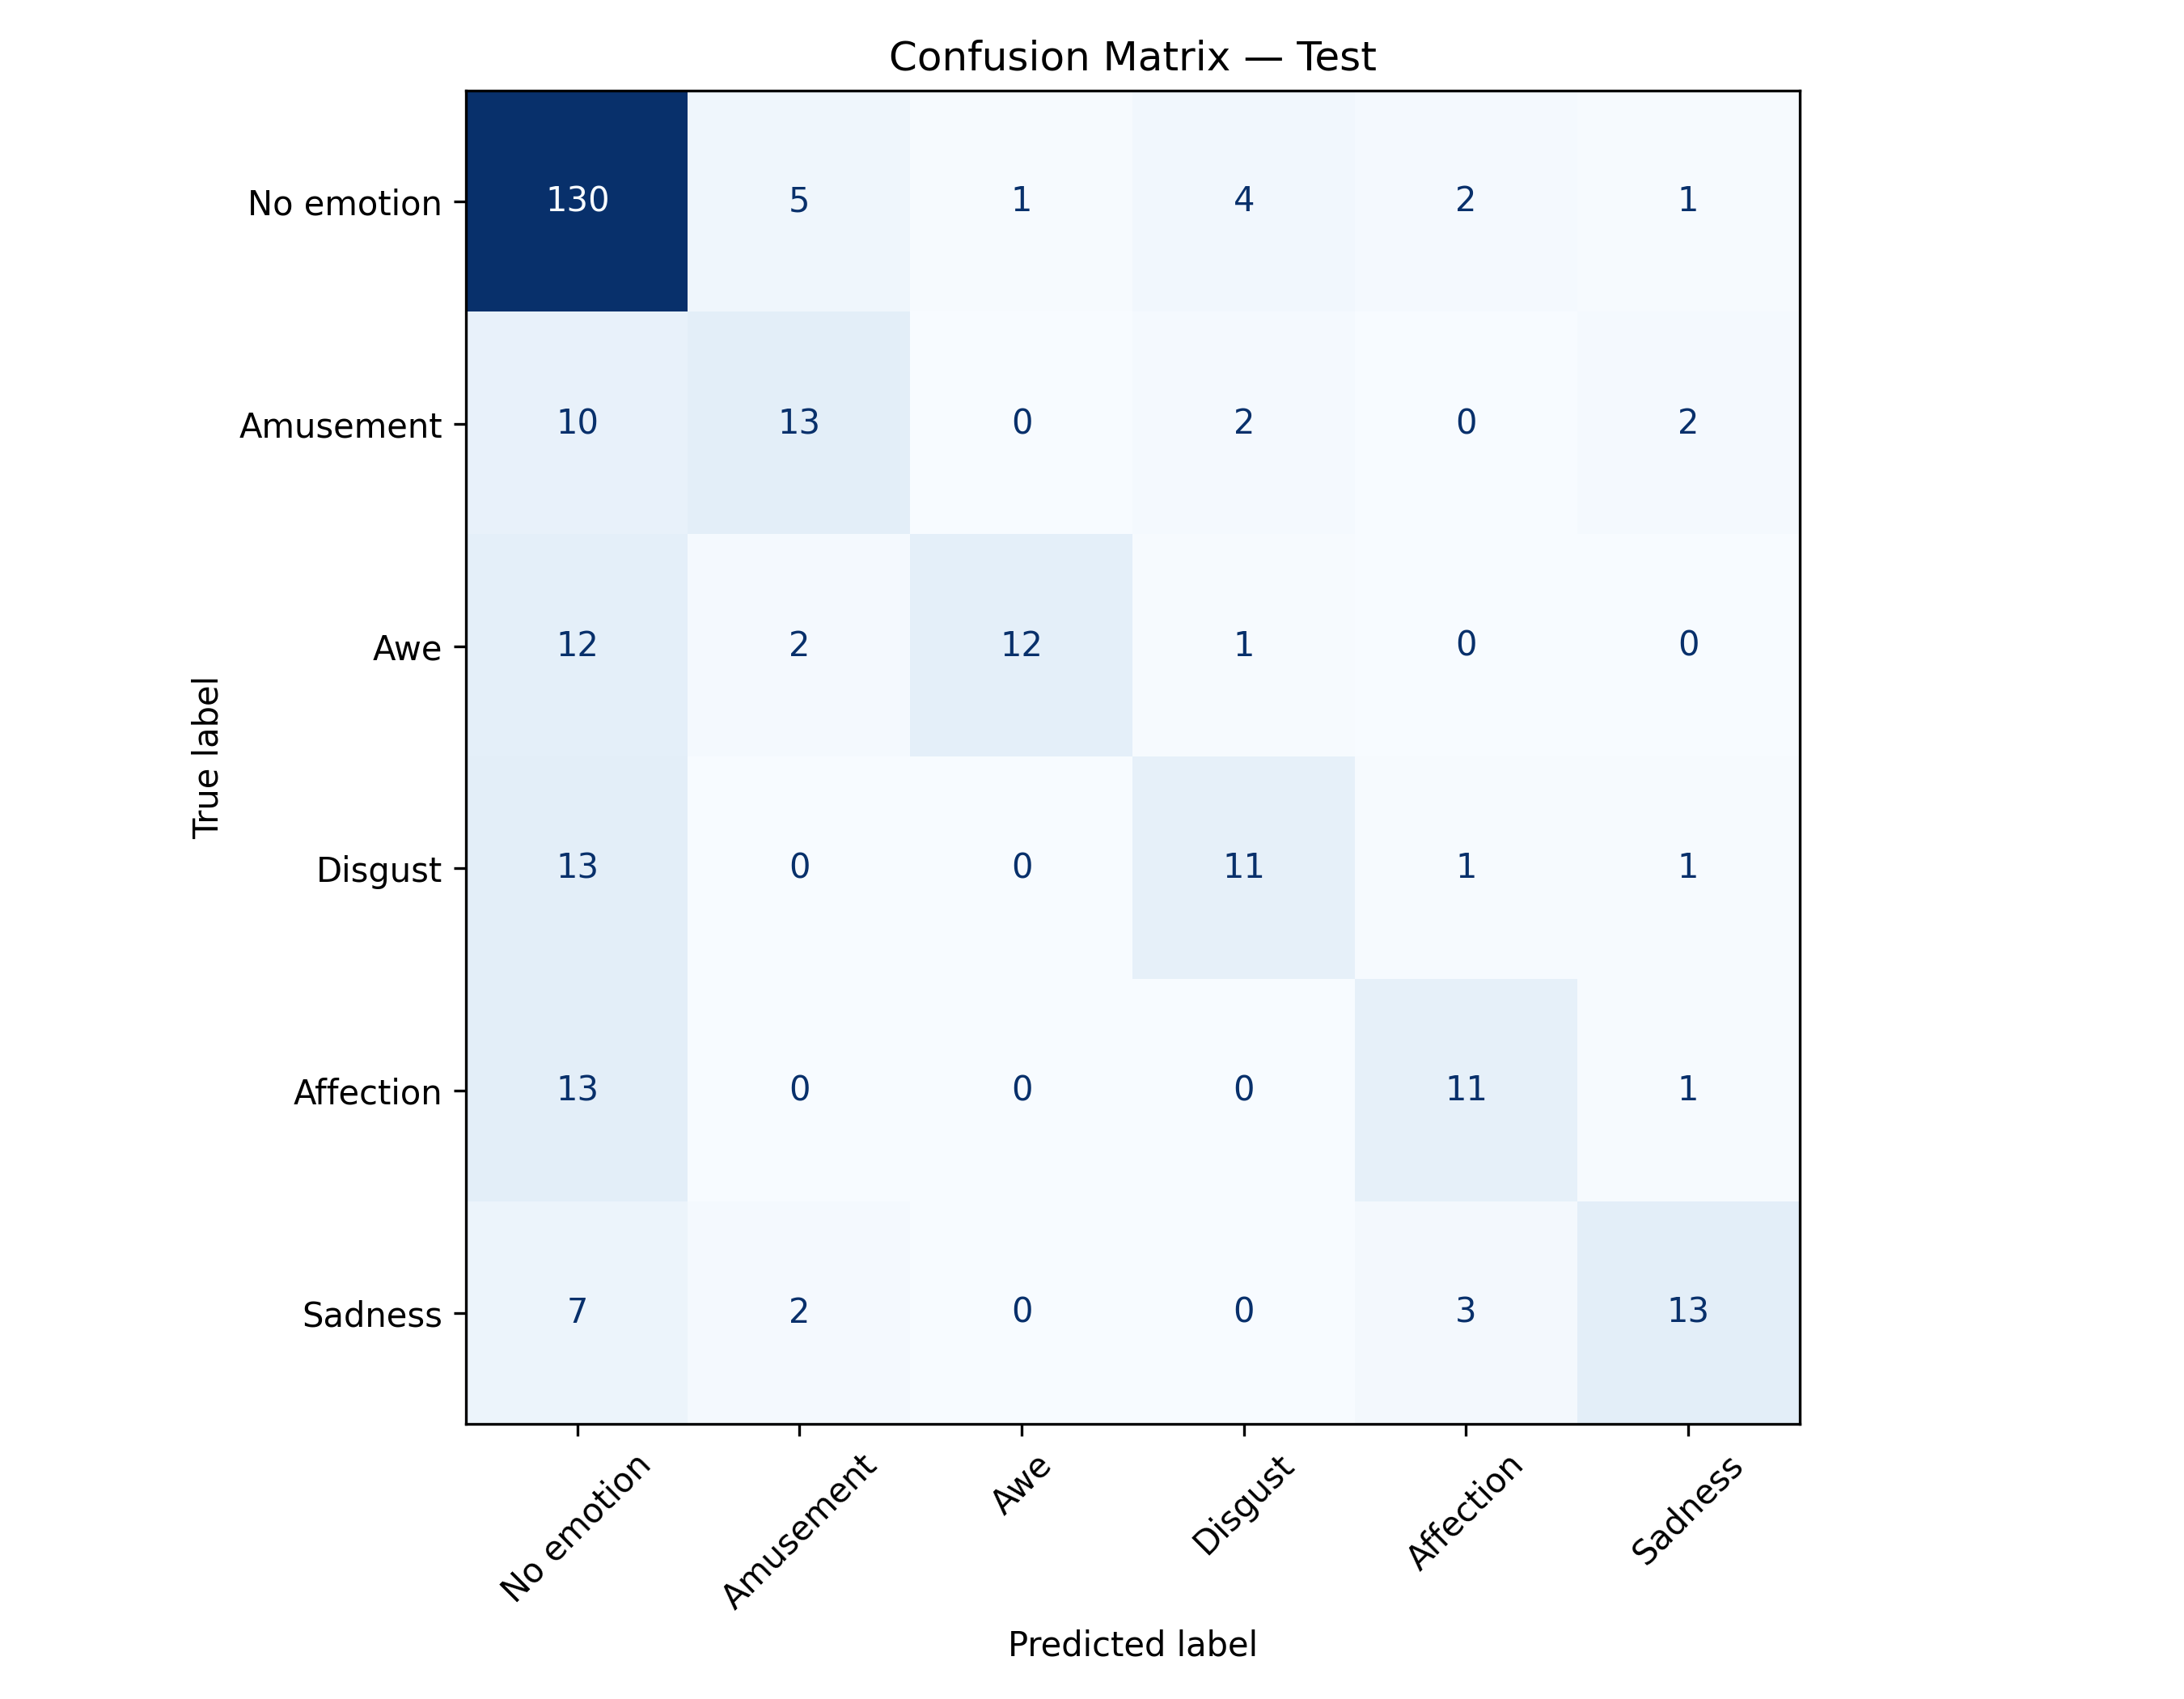 Confusion Matrix — Test
No emotion 130 5 1 4 2 1
Amusement 10 13 0 2 0 2
Awe 12 2 12 1 0 0
Disgust 13 0 0 11 1 1
Affection 13 0 0 0 11 1
Sadness 7 2 0 0 3 13
True label
No emotion Amusement Awe Disgust Affection Sadness
Predicted label